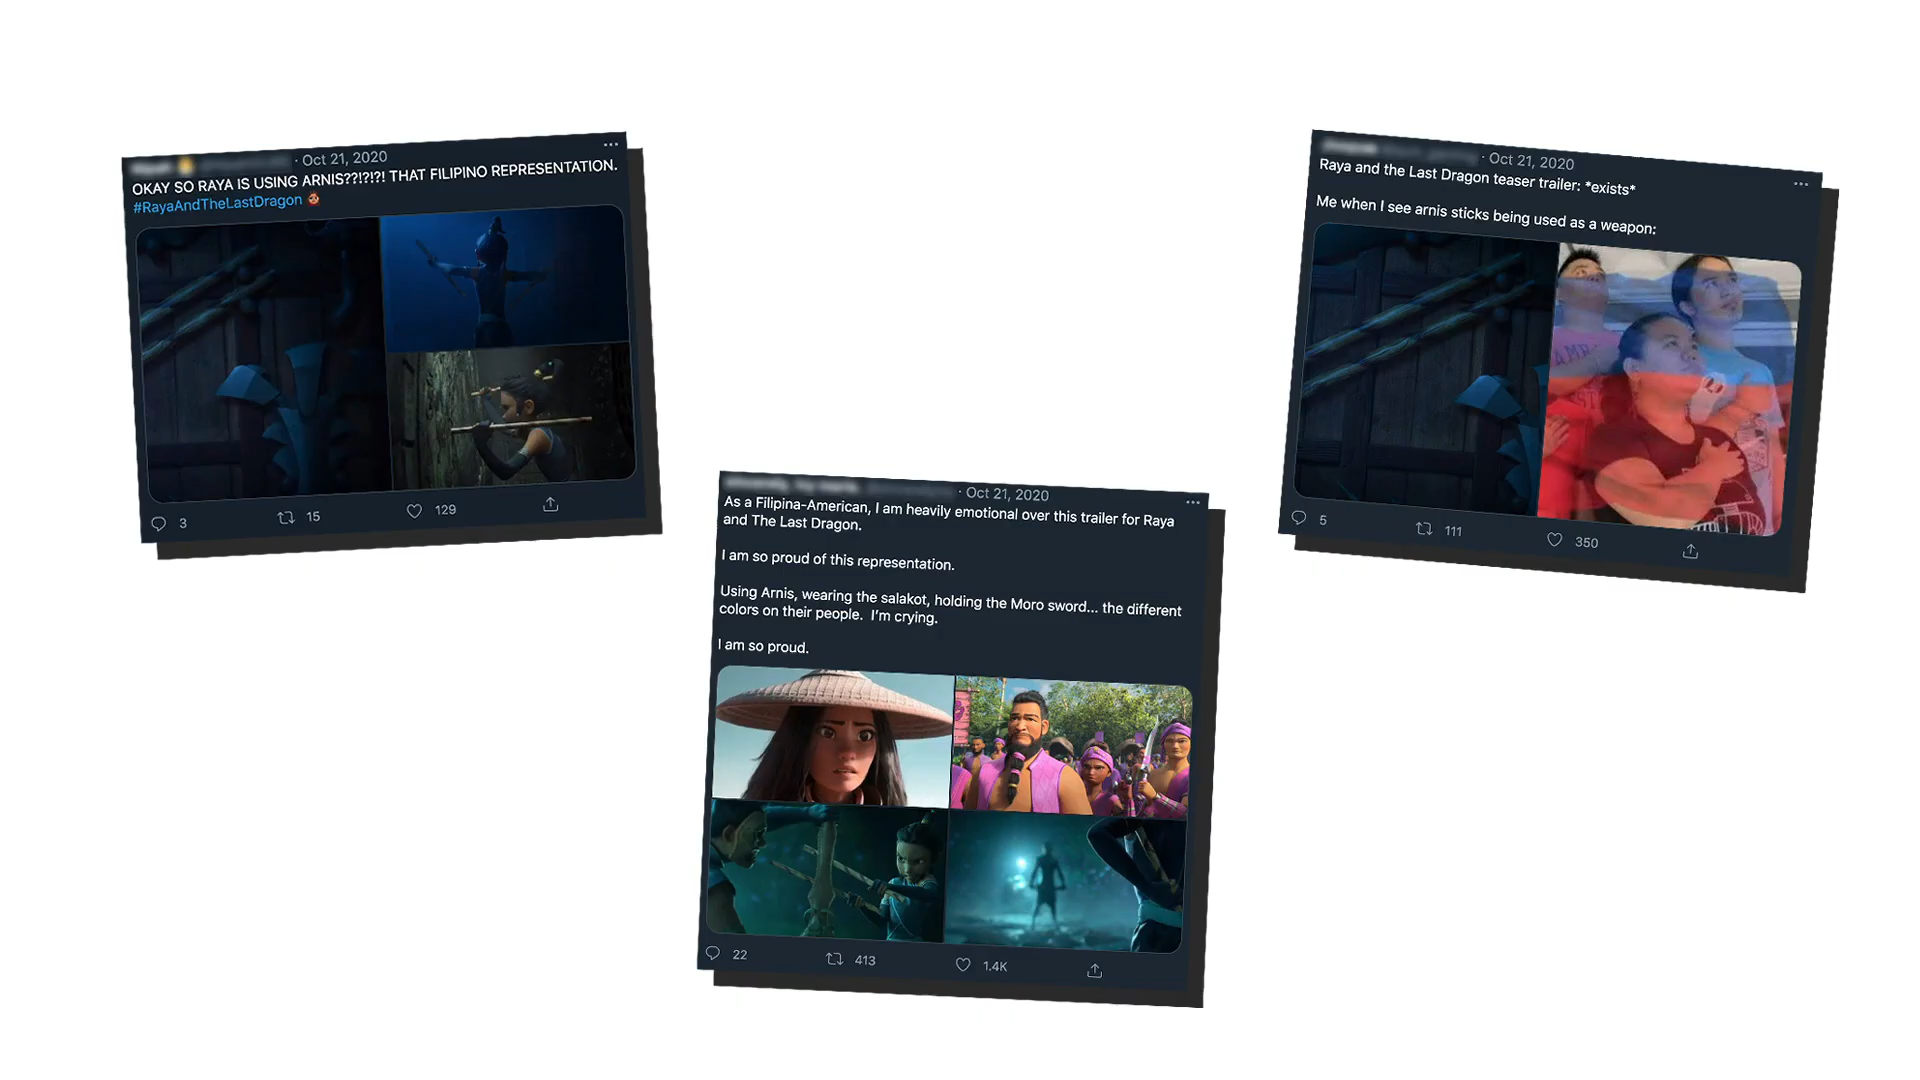 · Oct 21, 2020
OKAY SO RAYA IS USING ARNIS??!?!?! THAT FILIPINO REPRESENTATION.
#RayaAndTheLastDragon
3
15
129
· Oct 21, 2020
As a Filipina-American, I am heavily emotional over this trailer for Raya
and The Last Dragon.
I am so proud of this representation.
Using Arnis, wearing the salakot, holding the Moro sword... the different
colors on their people. I'm crying.
I am so proud.
22
413
1.4K
· Oct 21, 2020
Raya and the Last Dragon teaser trailer: *exists*
Me when I see arnis sticks being used as a weapon:
5
111
350